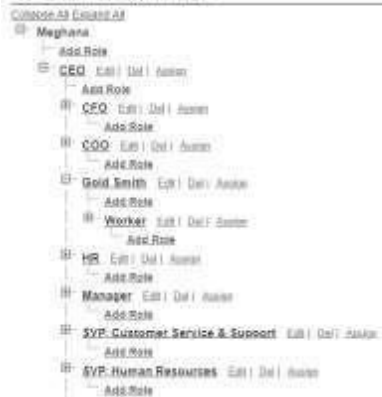 Collapse All Expand All
Meghana
Add Role
CEO Edit | Del | Assign
Add Role
CFO Edit | Del | Assign
Add Role
COO Edit | Del | Assign
Add Role
Gold Smith Edit | Del | Assign
Add Role
Worker Edit | Del | Assign
Add Role
HR Edit | Del | Assign
Add Role
Manager Edit | Del | Assign
Add Role
SVP, Customer Service & Support Edit | Del | Assign
Add Role
SVP, Human Resources Edit | Del | Assign
Add Role